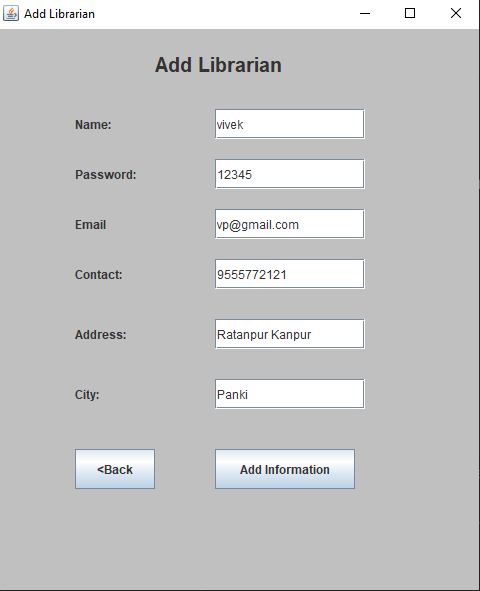 Add Librarian
Add Librarian
Name: vivek
Password: 12345
Email vp@gmail.com
Contact: 9555772121
Address: Ratanpur Kanpur
City: Panki
<Back Add Information